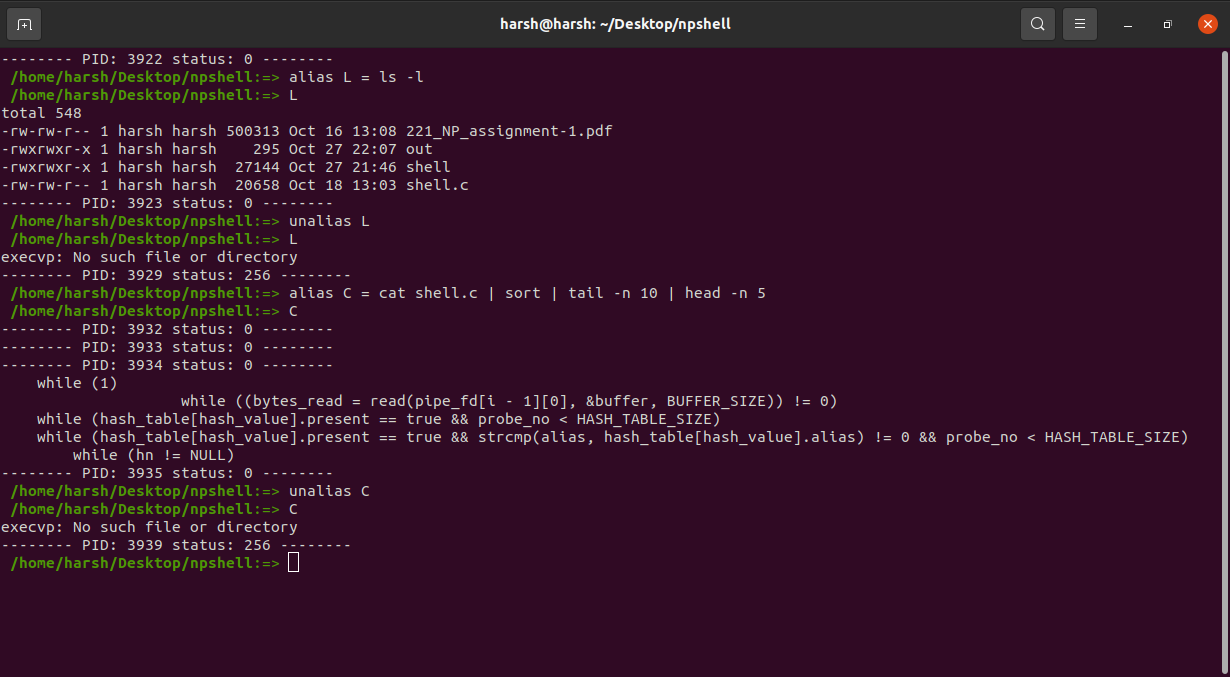 harsh@harsh: ~/Desktop/npshell
-------- PID: 3922 status: 0 --------
/home/harsh/Desktop/npshell:=> alias L = ls -l
/home/harsh/Desktop/npshell:=> L
total 548
-rw-rw-r-- 1 harsh harsh 500313 Oct 16 13:08 221_NP_assignment-1.pdf
-rwxrwxr-x 1 harsh harsh    295 Oct 27 22:07 out
-rwxrwxr-x 1 harsh harsh  27144 Oct 27 21:46 shell
-rw-rw-r-- 1 harsh harsh  20658 Oct 18 13:03 shell.c
-------- PID: 3923 status: 0 --------
/home/harsh/Desktop/npshell:=> unalias L
/home/harsh/Desktop/npshell:=> L
execvp: No such file or directory
-------- PID: 3929 status: 256 --------
/home/harsh/Desktop/npshell:=> alias C = cat shell.c | sort | tail -n 10 | head -n 5
/home/harsh/Desktop/npshell:=> C
-------- PID: 3932 status: 0 --------
-------- PID: 3933 status: 0 --------
-------- PID: 3934 status: 0 --------
    while (1)
                    while ((bytes_read = read(pipe_fd[i - 1][0], &buffer, BUFFER_SIZE)) != 0)
    while (hash_table[hash_value].present == true && probe_no < HASH_TABLE_SIZE)
    while (hash_table[hash_value].present == true && strcmp(alias, hash_table[hash_value].alias) != 0 && probe_no < HASH_TABLE_SIZE)
        while (hn != NULL)
-------- PID: 3935 status: 0 --------
/home/harsh/Desktop/npshell:=> unalias C
/home/harsh/Desktop/npshell:=> C
execvp: No such file or directory
-------- PID: 3939 status: 256 --------
/home/harsh/Desktop/npshell:=>